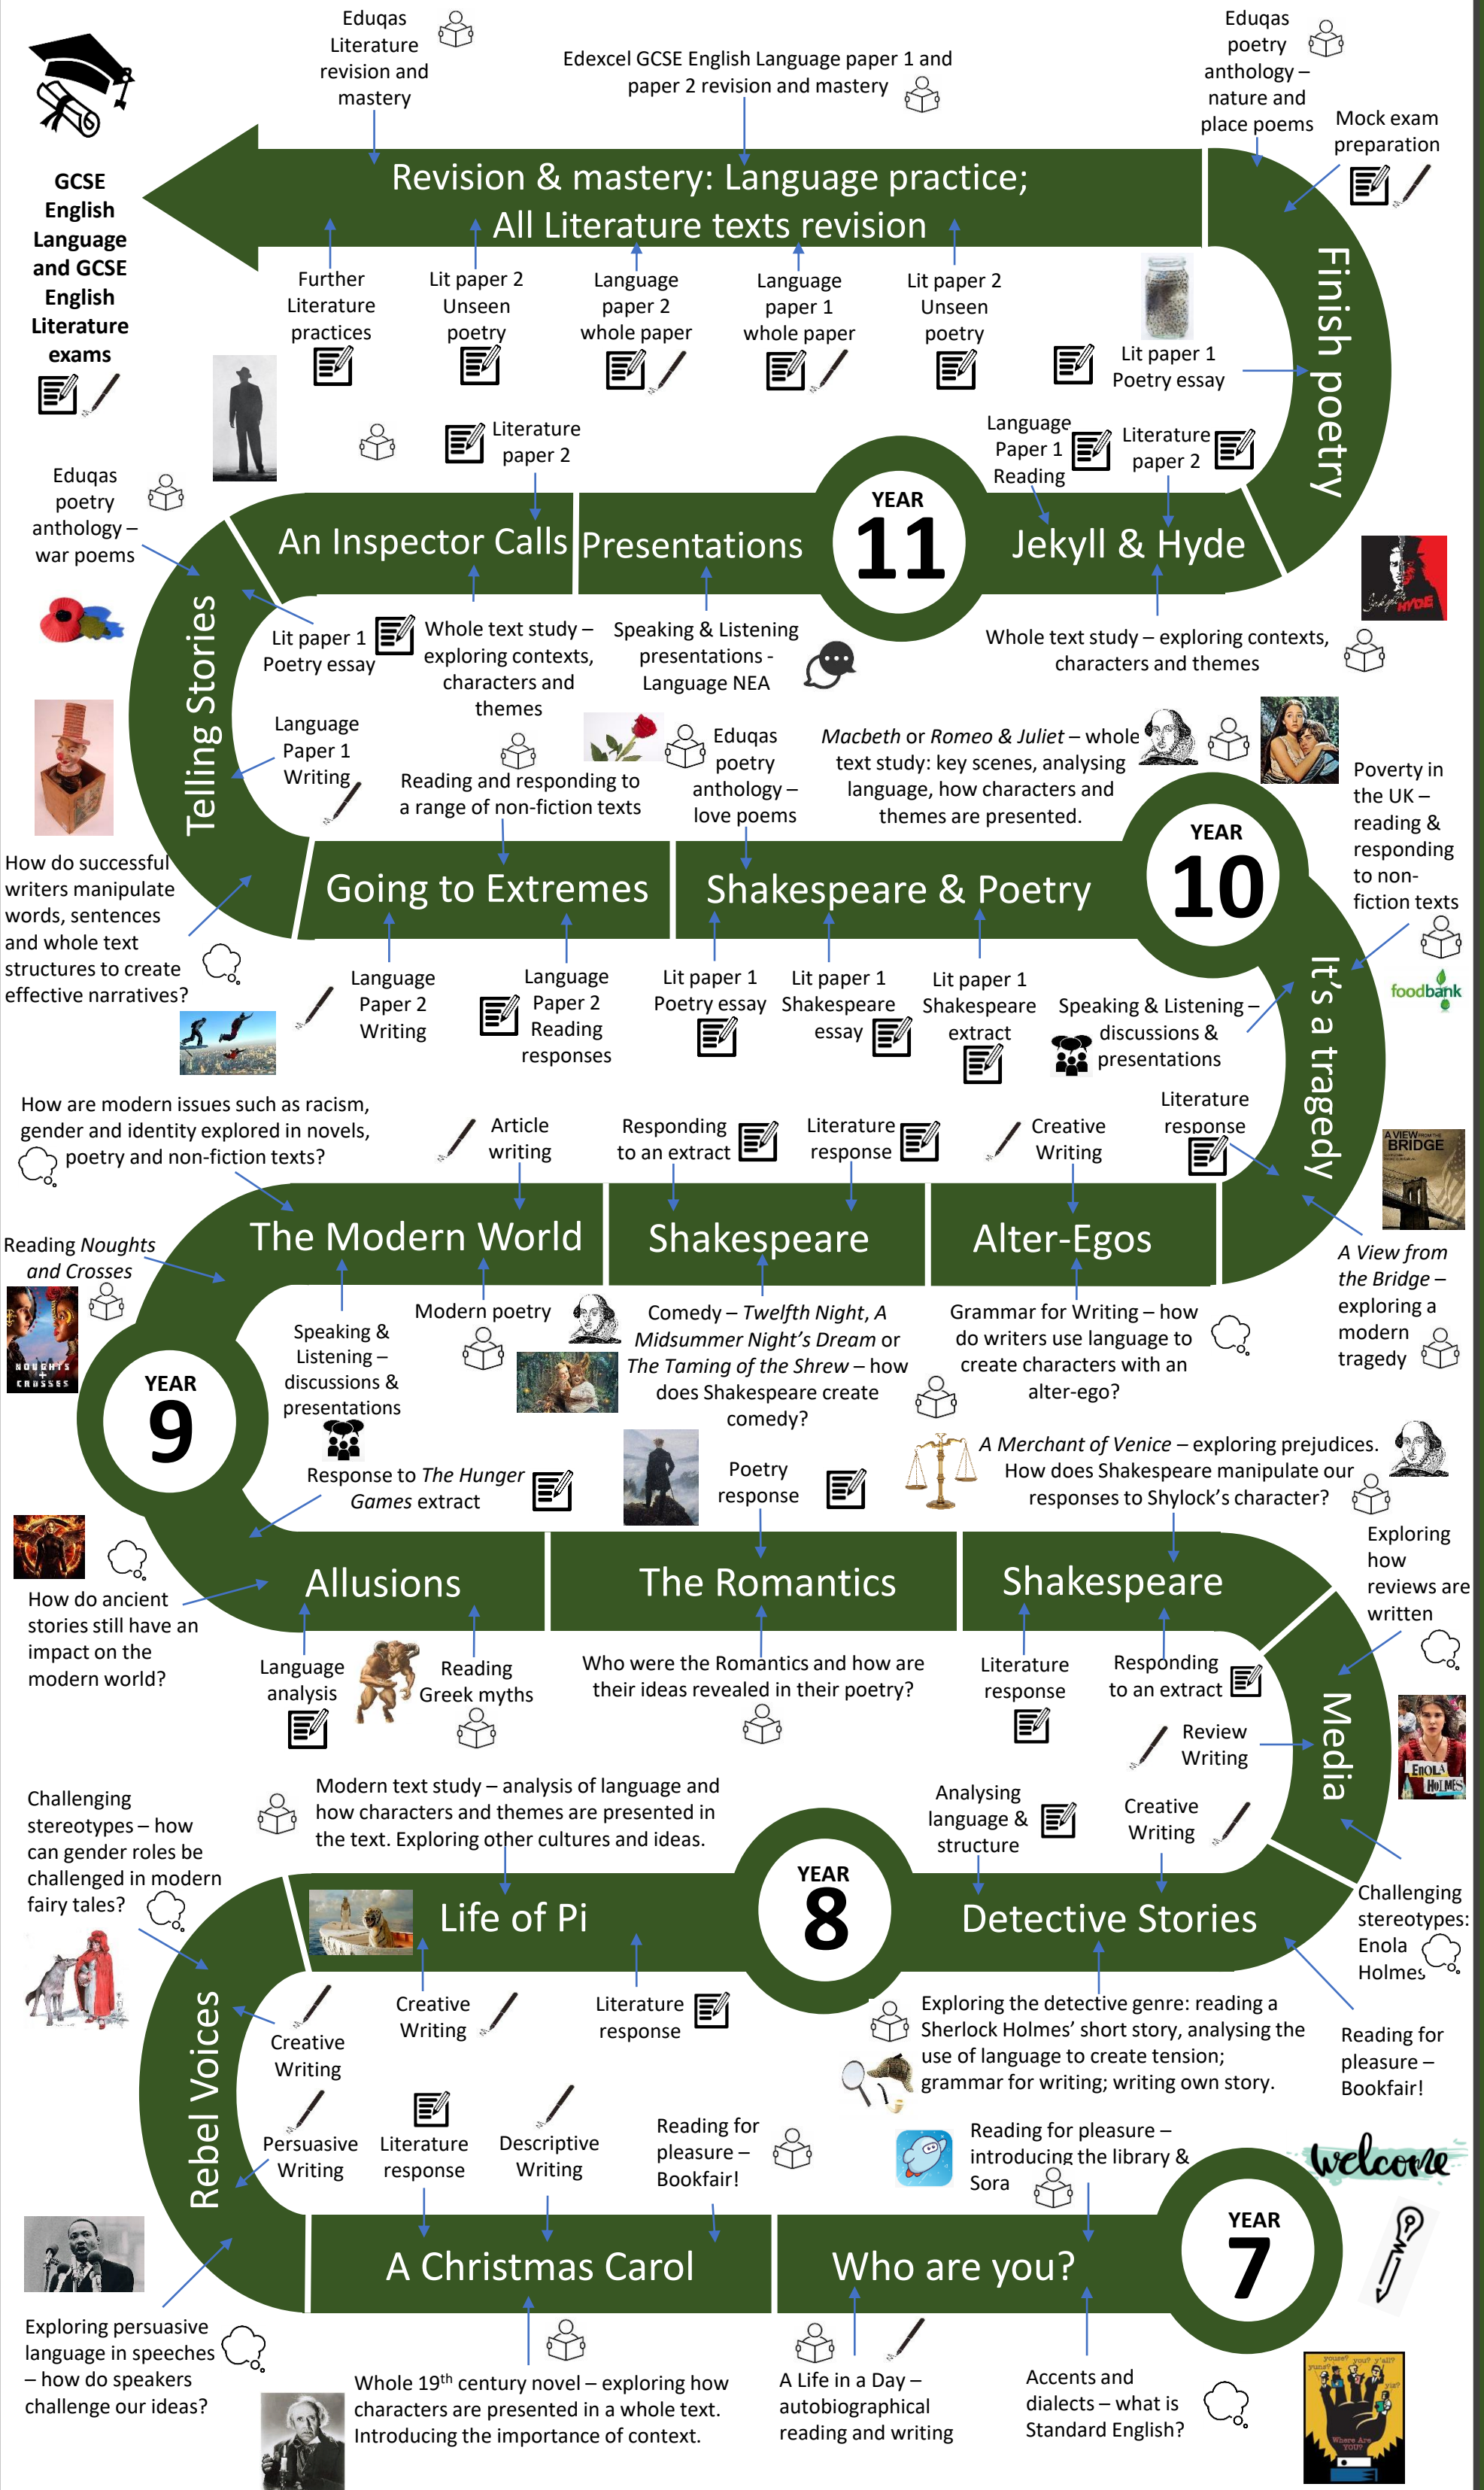 Eduqas
Literature
revision and
mastery
Edexcel GCSE English Language paper 1 and
paper 2 revision and mastery
Eduqas
poetry
anthology –
nature and
place poems
Mock exam
preparation
GCSE
English
Language
and GCSE
English
Literature
exams
Revision & mastery: Language practice;
All Literature texts revision
Further
Literature
practices
Lit paper 2
Unseen
poetry
Language
paper 2
whole paper
Language
paper 1
whole paper
Lit paper 2
Unseen
poetry
Lit paper 1
Poetry essay
Finish poetry
Literature
paper 2
Language
Paper 1
Reading
Literature
paper 2
Eduqas
poetry
anthology –
war poems
An Inspector Calls
Presentations
YEAR
11
Jekyll & Hyde
HYDE
Lit paper 1
Poetry essay
Whole text study –
exploring contexts,
characters and
themes
Speaking & Listening
presentations -
Language NEA
Whole text study – exploring contexts,
characters and themes
Telling Stories
Language
Paper 1
Writing
Reading and responding to
a range of non-fiction texts
Eduqas
poetry
anthology –
love poems
Macbeth or Romeo & Juliet – whole
text study: key scenes, analysing
language, how characters and
themes are presented.
Poverty in
the UK –
reading &
responding
to non-
fiction texts
foodbank
How do successful
writers manipulate
words, sentences
and whole text
structures to create
effective narratives?
Going to Extremes
Shakespeare & Poetry
YEAR
10
Language
Paper 2
Writing
Language
Paper 2
Reading
responses
Lit paper 1
Poetry essay
Lit paper 1
Shakespeare
essay
Lit paper 1
Shakespeare
extract
Speaking & Listening –
discussions &
presentations
It's a tragedy
Literature
response
A VIEW FROM THE
BRIDGE
A View from
the Bridge –
exploring a
modern
tragedy
How are modern issues such as racism,
gender and identity explored in novels,
poetry and non-fiction texts?
Article
writing
Responding
to an extract
Literature
response
Creative
Writing
The Modern World
Shakespeare
Alter-Egos
Reading Noughts
and Crosses
NOUGHTS
+
CROSSES
Speaking &
Listening –
discussions &
presentations
Modern poetry
Comedy – Twelfth Night, A
Midsummer Night's Dream or
The Taming of the Shrew – how
does Shakespeare create
comedy?
Grammar for Writing – how
do writers use language to
create characters with an
alter-ego?
YEAR
9
Response to The Hunger
Games extract
Poetry
response
A Merchant of Venice – exploring prejudices.
How does Shakespeare manipulate our
responses to Shylock's character?
Exploring
how
reviews are
written
How do ancient
stories still have an
impact on the
modern world?
Allusions
The Romantics
Shakespeare
Language
analysis
Reading
Greek myths
Who were the Romantics and how are
their ideas revealed in their poetry?
Literature
response
Responding
to an extract
Review
Writing
Media
ENOLA
HOLMES
Challenging
stereotypes – how
can gender roles be
challenged in modern
fairy tales?
Modern text study – analysis of language and
how characters and themes are presented in
the text. Exploring other cultures and ideas.
Analysing
language &
structure
Creative
Writing
Life of Pi
YEAR
8
Detective Stories
Challenging
stereotypes:
Enola
Holmes
Creative
Writing
Creative
Writing
Literature
response
Exploring the detective genre: reading a
Sherlock Holmes' short story, analysing the
use of language to create tension;
grammar for writing; writing own story.
Reading for
pleasure –
Bookfair!
Rebel Voices
Persuasive
Writing
Literature
response
Descriptive
Writing
Reading for
pleasure –
Bookfair!
Reading for pleasure –
introducing the library &
Sora
welcome
A Christmas Carol
Who are you?
YEAR
7
Exploring persuasive
language in speeches
– how do speakers
challenge our ideas?
Whole 19th century novel – exploring how
characters are presented in a whole text.
Introducing the importance of context.
A Life in a Day –
autobiographical
reading and writing
Accents and
dialects – what is
Standard English?
youse? you? y'all?
yuns?
yix?
Where Are
YOU?